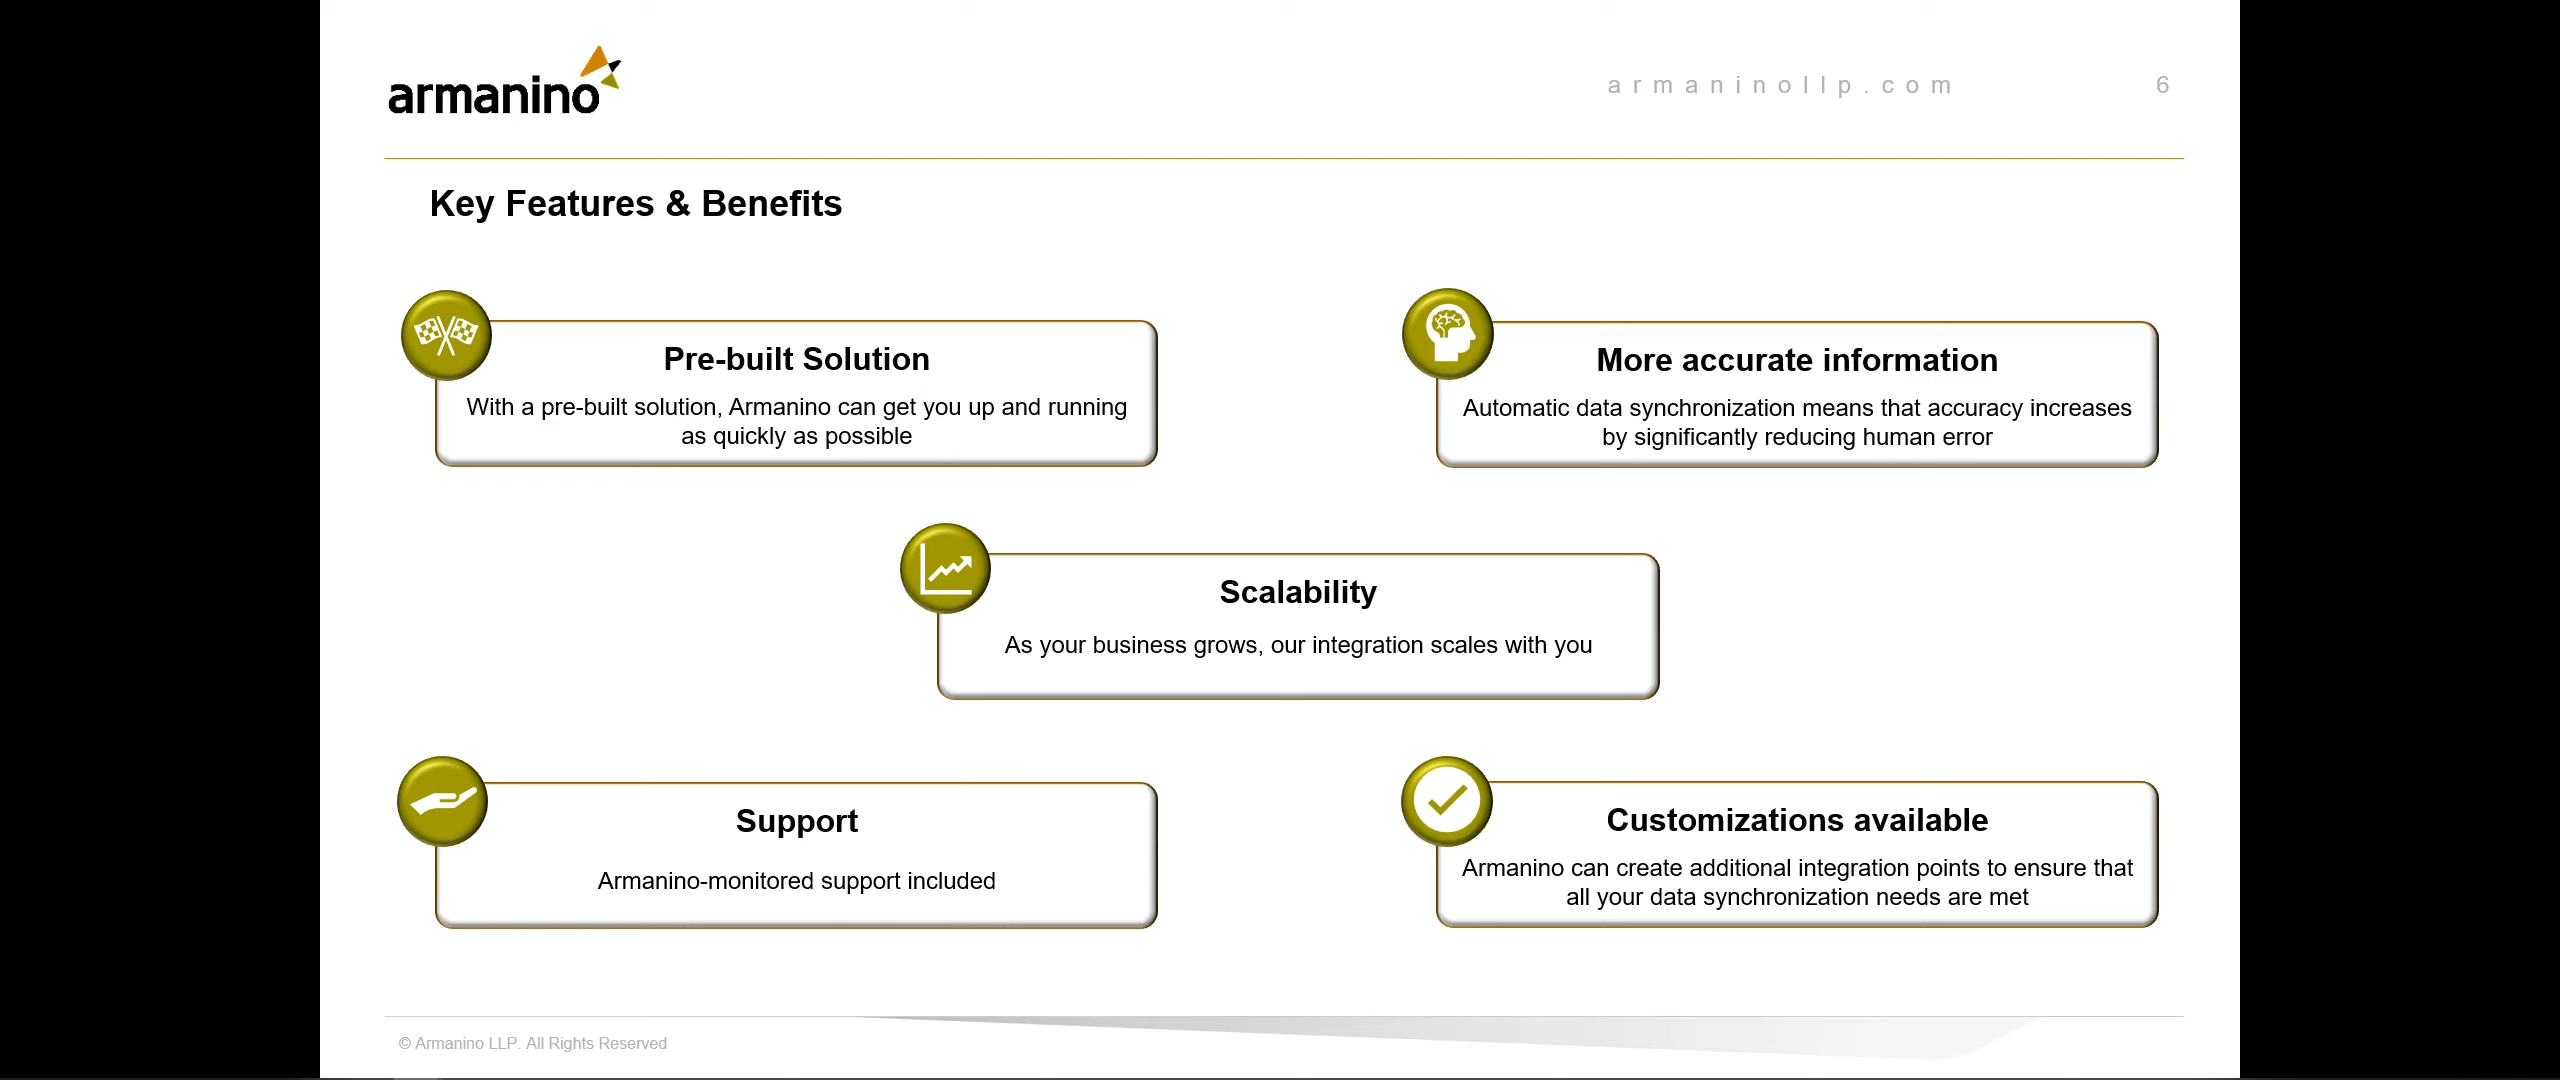 armanino
armaninollp.com
6
Key Features & Benefits
Pre-built Solution
With a pre-built solution, Armanino can get you up and running
as quickly as possible
More accurate information
Automatic data synchronization means that accuracy increases
by significantly reducing human error
Scalability
As your business grows, our integration scales with you
Support
Armanino-monitored support included
Customizations available
Armanino can create additional integration points to ensure that
all your data synchronization needs are met
© Armanino LLP. All Rights Reserved